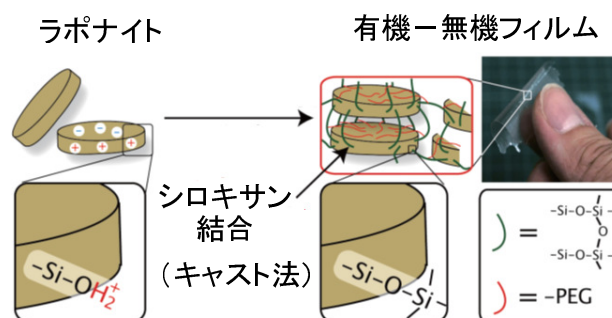 ラポナイト
有機－無機フィルム
シロキサン
結合
（キャスト法）
–Si–OH₂⁺
–Si–O–Si–
= –Si–O–Si–
O
–Si–O–Si–
= –PEG